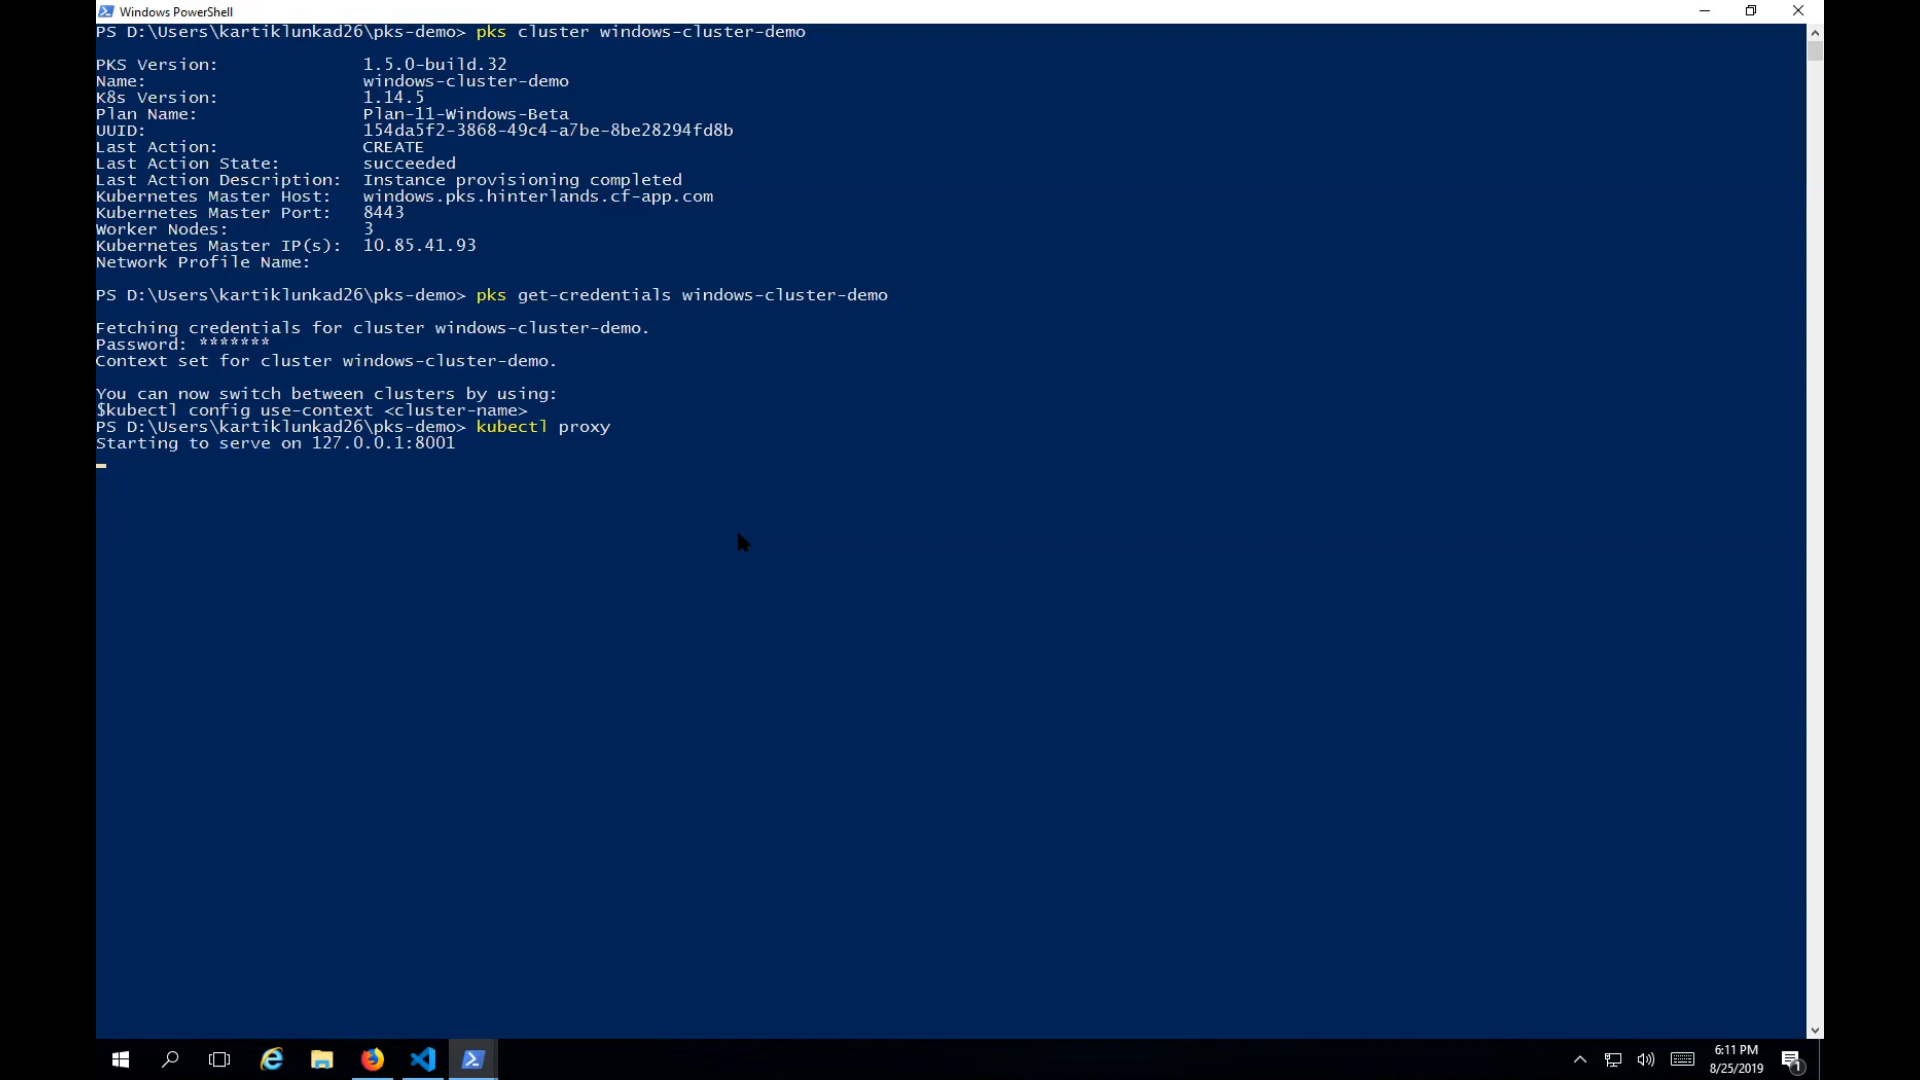 Windows PowerShell
PS D:\Users\kartiklunkad26\pks-demo> pks cluster windows-cluster-demo
PKS Version: 1.5.0-build.32
Name: windows-cluster-demo
K8s Version: 1.14.5
Plan Name: Plan-11-Windows-Beta
UUID: 154da5f2-3868-49c4-a7be-8be28294fd8b
Last Action: CREATE
Last Action State: succeeded
Last Action Description: Instance provisioning completed
Kubernetes Master Host: windows.pks.hinterlands.cf-app.com
Kubernetes Master Port: 8443
Worker Nodes: 3
Kubernetes Master IP(s): 10.85.41.93
Network Profile Name:
PS D:\Users\kartiklunkad26\pks-demo> pks get-credentials windows-cluster-demo
Fetching credentials for cluster windows-cluster-demo.
Password: *******
Context set for cluster windows-cluster-demo.
You can now switch between clusters by using:
$kubectl config use-context <cluster-name>
PS D:\Users\kartiklunkad26\pks-demo> kubectl proxy
Starting to serve on 127.0.0.1:8001
6:11 PM
8/25/2019
1